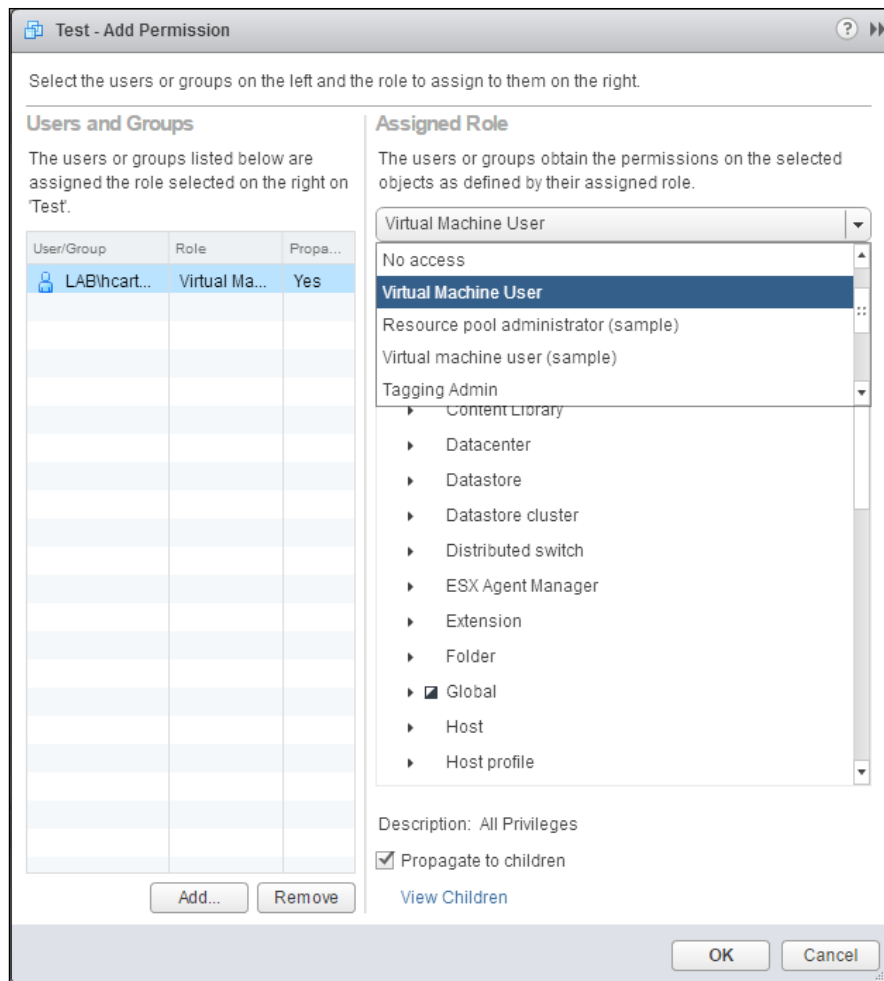 Test - Add Permission
?
Select the users or groups on the left and the role to assign to them on the right.
Users and Groups
The users or groups listed below are
assigned the role selected on the right on
'Test'.
User/Group Role Propa...
LAB\hcart... Virtual Ma... Yes
Add... Remove
Assigned Role
The users or groups obtain the permissions on the selected
objects as defined by their assigned role.
Virtual Machine User
No access
Virtual Machine User
Resource pool administrator (sample)
Virtual machine user (sample)
Tagging Admin
Content Library
Datacenter
Datastore
Datastore cluster
Distributed switch
ESX Agent Manager
Extension
Folder
Global
Host
Host profile
Description: All Privileges
Propagate to children
View Children
OK Cancel